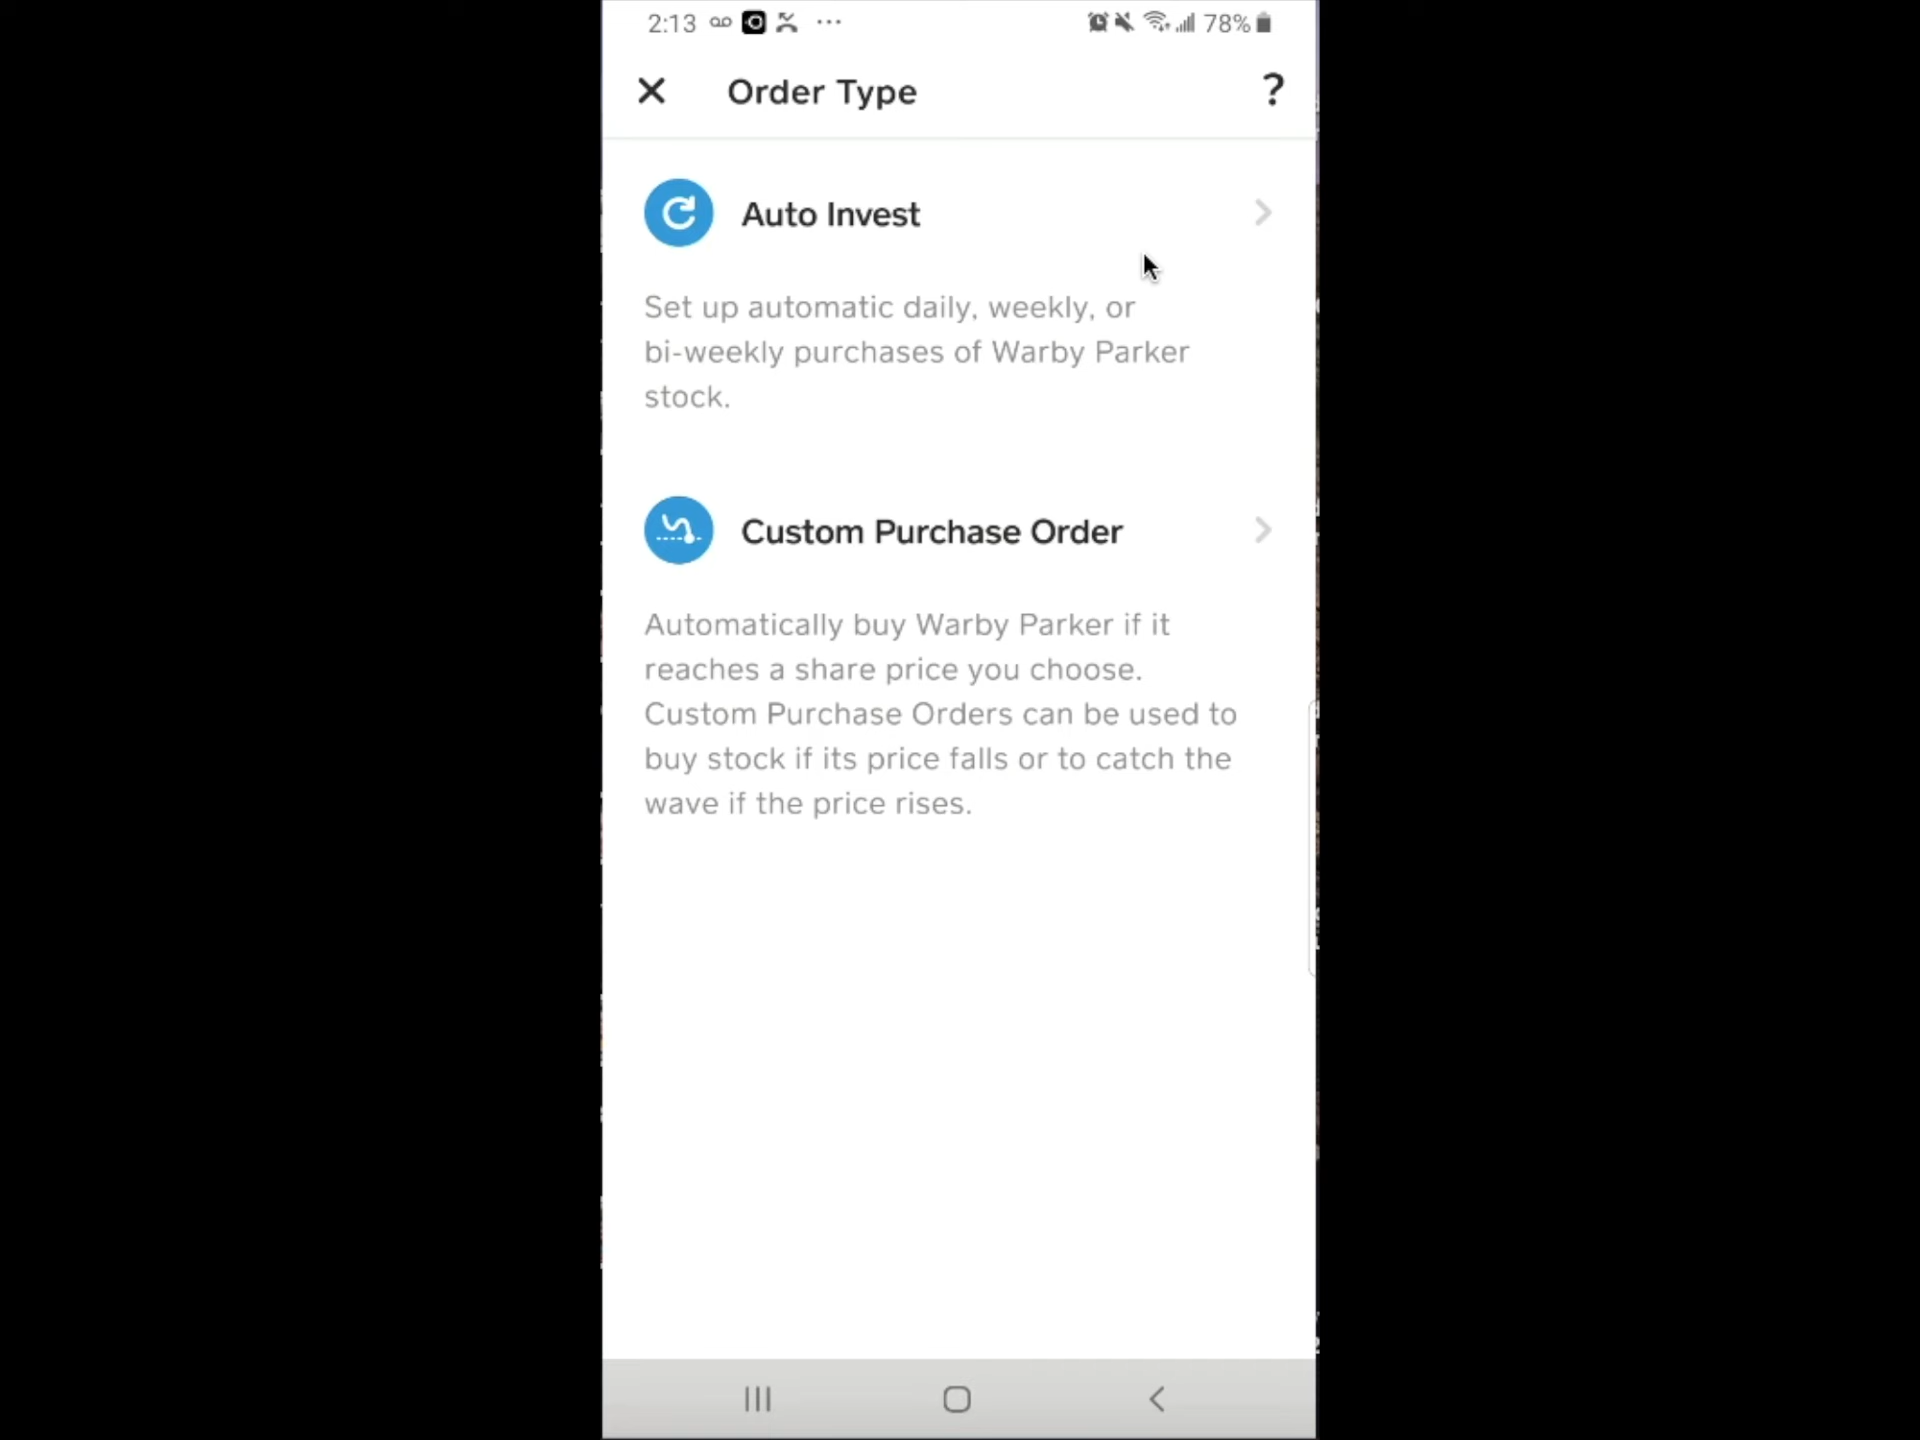 2:13 78%
Order Type ?
Auto Invest
Set up automatic daily, weekly, or
bi-weekly purchases of Warby Parker
stock.
Custom Purchase Order
Automatically buy Warby Parker if it
reaches a share price you choose.
Custom Purchase Orders can be used to
buy stock if its price falls or to catch the
wave if the price rises.